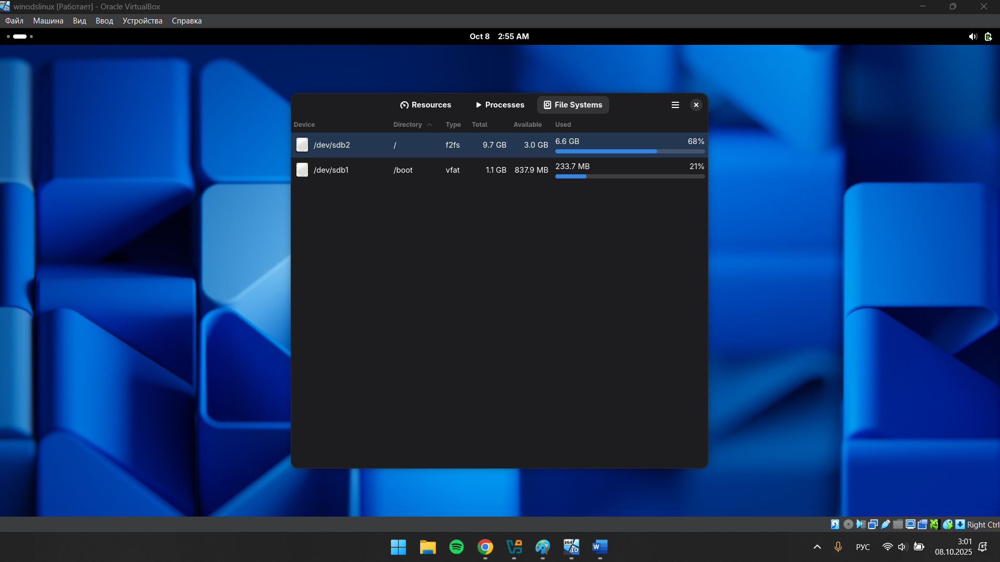 winodslinux [Работает] - Oracle VirtualBox
Файл Машина Вид Ввод Устройства Справка
Oct 8 2:55 AM
Resources Processes File Systems
Device Directory Type Total Available Used
/dev/sdb2 / f2fs 9.7 GB 3.0 GB 6.6 GB 68%
/dev/sdb1 /boot vfat 1.1 GB 837.9 MB 233.7 MB 21%
Right Ctrl
x64
10
W
РУС
3:01
08.10.2025